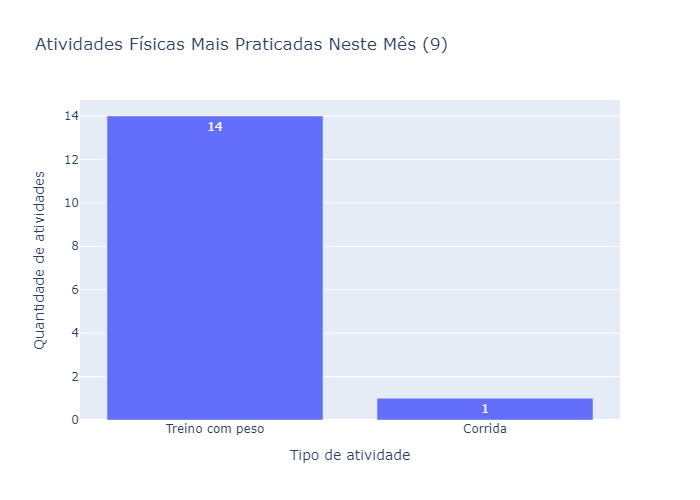 Atividades Físicas Mais Praticadas Neste Mês (9)
Quantidade de atividades
14
12
10
8
6
4
2
0
14
1
Treino com peso
Corrida
Tipo de atividade